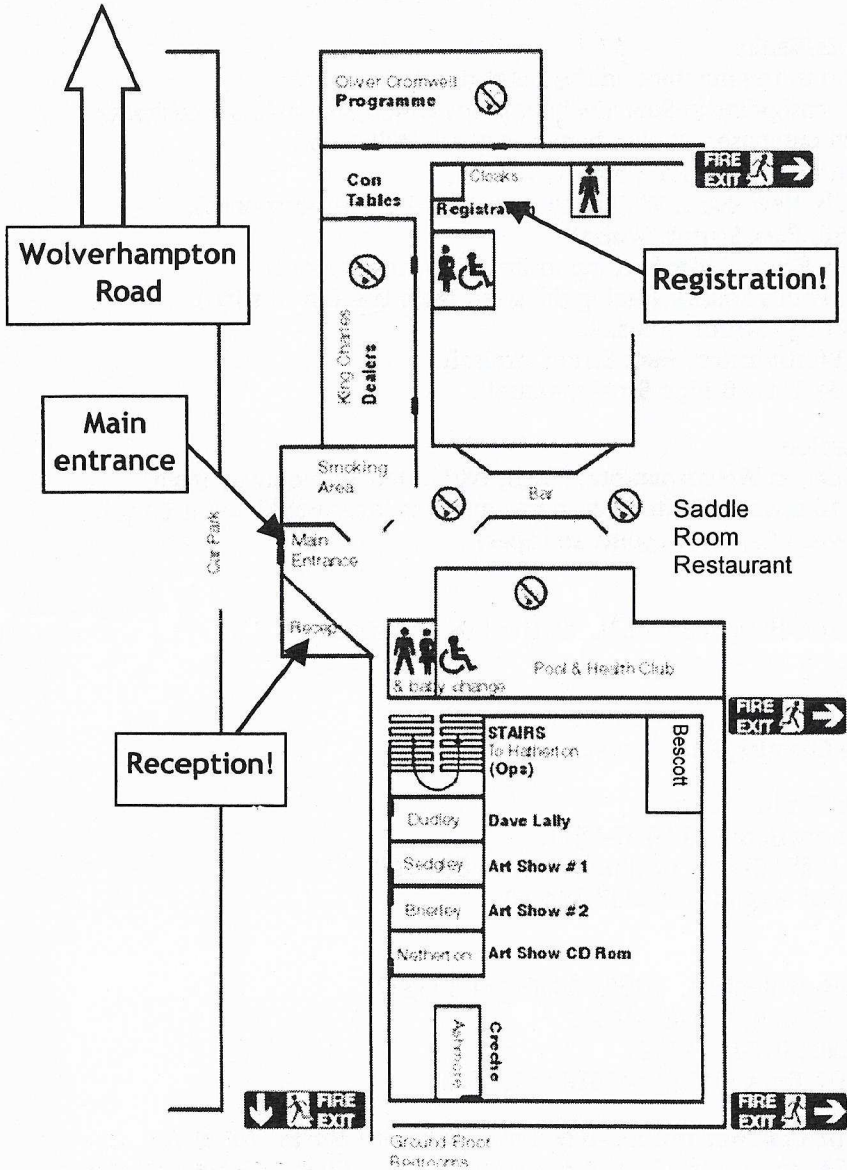 Oliver Cromwell
Programme
FIRE
EXIT
Con
Tables
Cloaks
Registration
Wolverhampton
Road
Registration!
King Charles
Dealers
Main
entrance
Smoking
Area
Bar
Saddle
Room
Restaurant
Car Park
Main
Entrance
Recep
Pool & Health Club
& baby change
FIRE
EXIT
Reception!
STAIRS
To Hatherton
(Ops)
Bescott
Dudley
Dave Lally
Sedgley
Art Show #1
Brierley
Art Show #2
Netherton
Art Show CD Rom
Ashmore
Creche
FIRE
EXIT
FIRE
EXIT
Ground Floor
Bedrooms